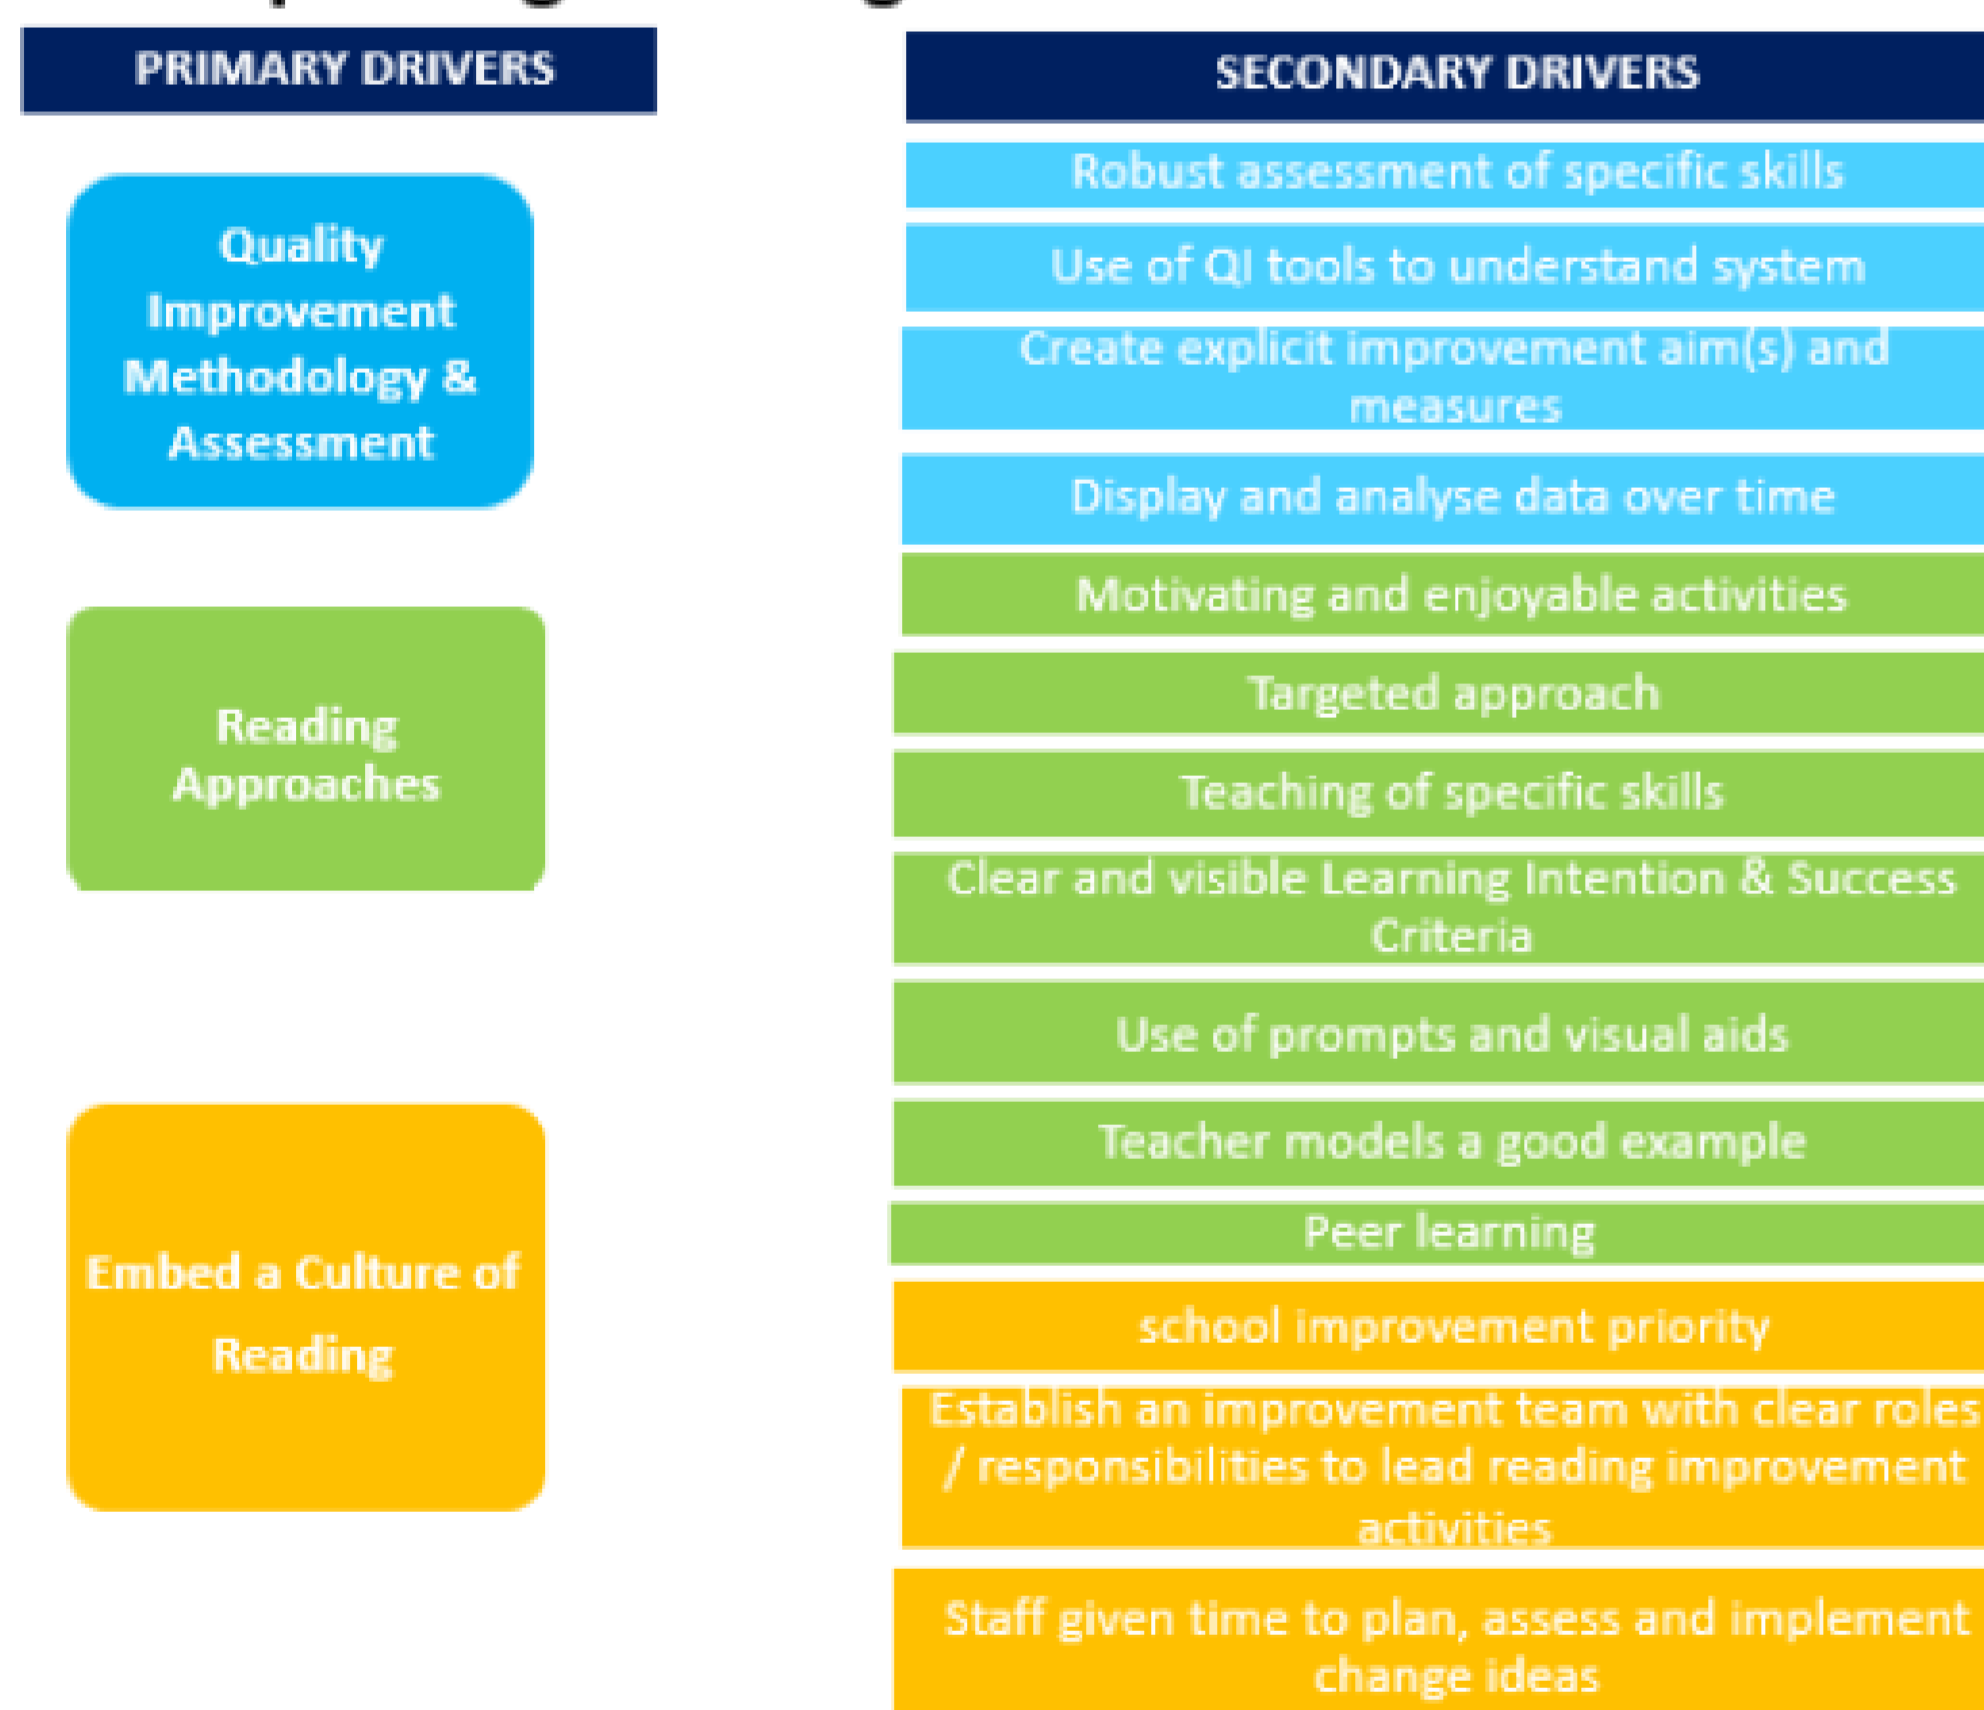 PRIMARY DRIVERS
Quality
Improvement
Methodology &
Assessment
Reading
Approaches
Embed a Culture of
Reading
SECONDARY DRIVERS
Robust assessment of specific skills
Use of QI tools to understand system
Create explicit improvement aim(s) and
measures
Display and analyse data over time
Motivating and enjoyable activities
Targeted approach
Teaching of specific skills
Clear and visible Learning Intention & Success
Criteria
Use of prompts and visual aids
Teacher models a good example
Peer learning
school improvement priority
Establish an improvement team with clear roles
/ responsibilities to lead reading improvement
activities
Staff given time to plan, assess and implement
change ideas